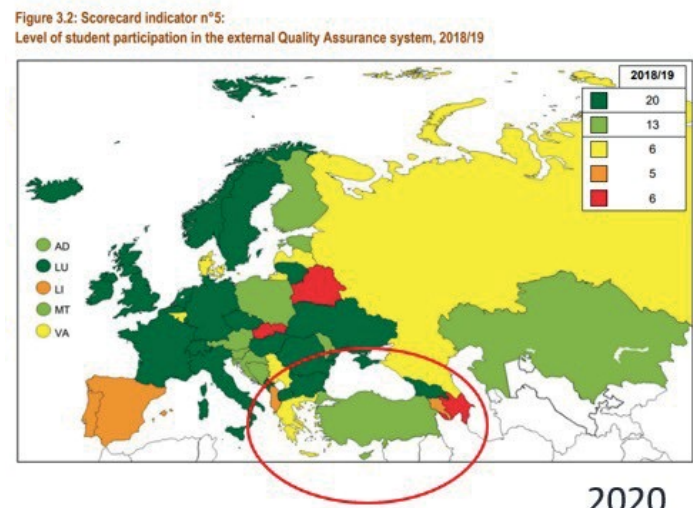 Figure 3.2: Scorecard indicator n°5:
Level of student participation in the external Quality Assurance system, 2018/19
2018/19
20
13
6
5
6
AD
LU
LI
MT
VA
2020